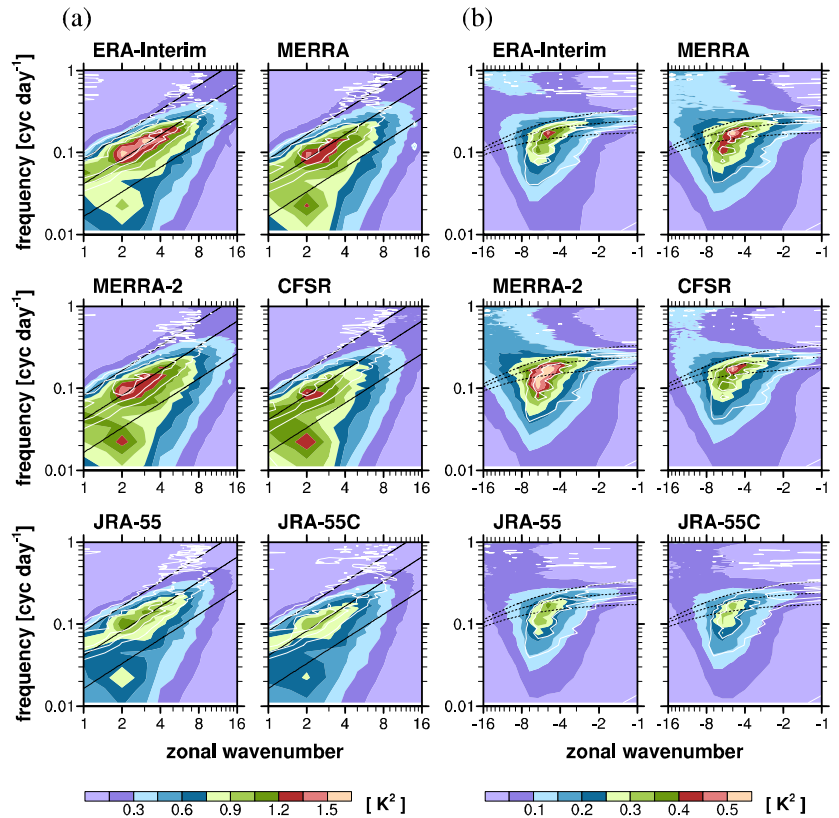 (a) (b)
ERA-Interim MERRA ERA-Interim MERRA
frequency [cyc day⁻¹]
1
0.1
0.01
1 2 4 8 16 1 2 4 8 16 -16 -8 -4 -2 -1 -16 -8 -4 -2 -1
MERRA-2 CFSR MERRA-2 CFSR
frequency [cyc day⁻¹]
1
0.1
0.01
1 2 4 8 16 1 2 4 8 16 -16 -8 -4 -2 -1 -16 -8 -4 -2 -1
JRA-55 JRA-55C JRA-55 JRA-55C
frequency [cyc day⁻¹]
1
0.1
0.01
1 2 4 8 16 1 2 4 8 16 -16 -8 -4 -2 -1 -16 -8 -4 -2 -1
zonal wavenumber zonal wavenumber
0.3 0.6 0.9 1.2 1.5 [ K² ] 0.1 0.2 0.3 0.4 0.5 [ K² ]